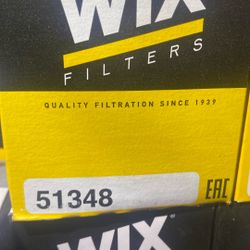 WIX
FILTERS
QUALITY FILTRATION SINCE 1939
51348
EAC
WIX